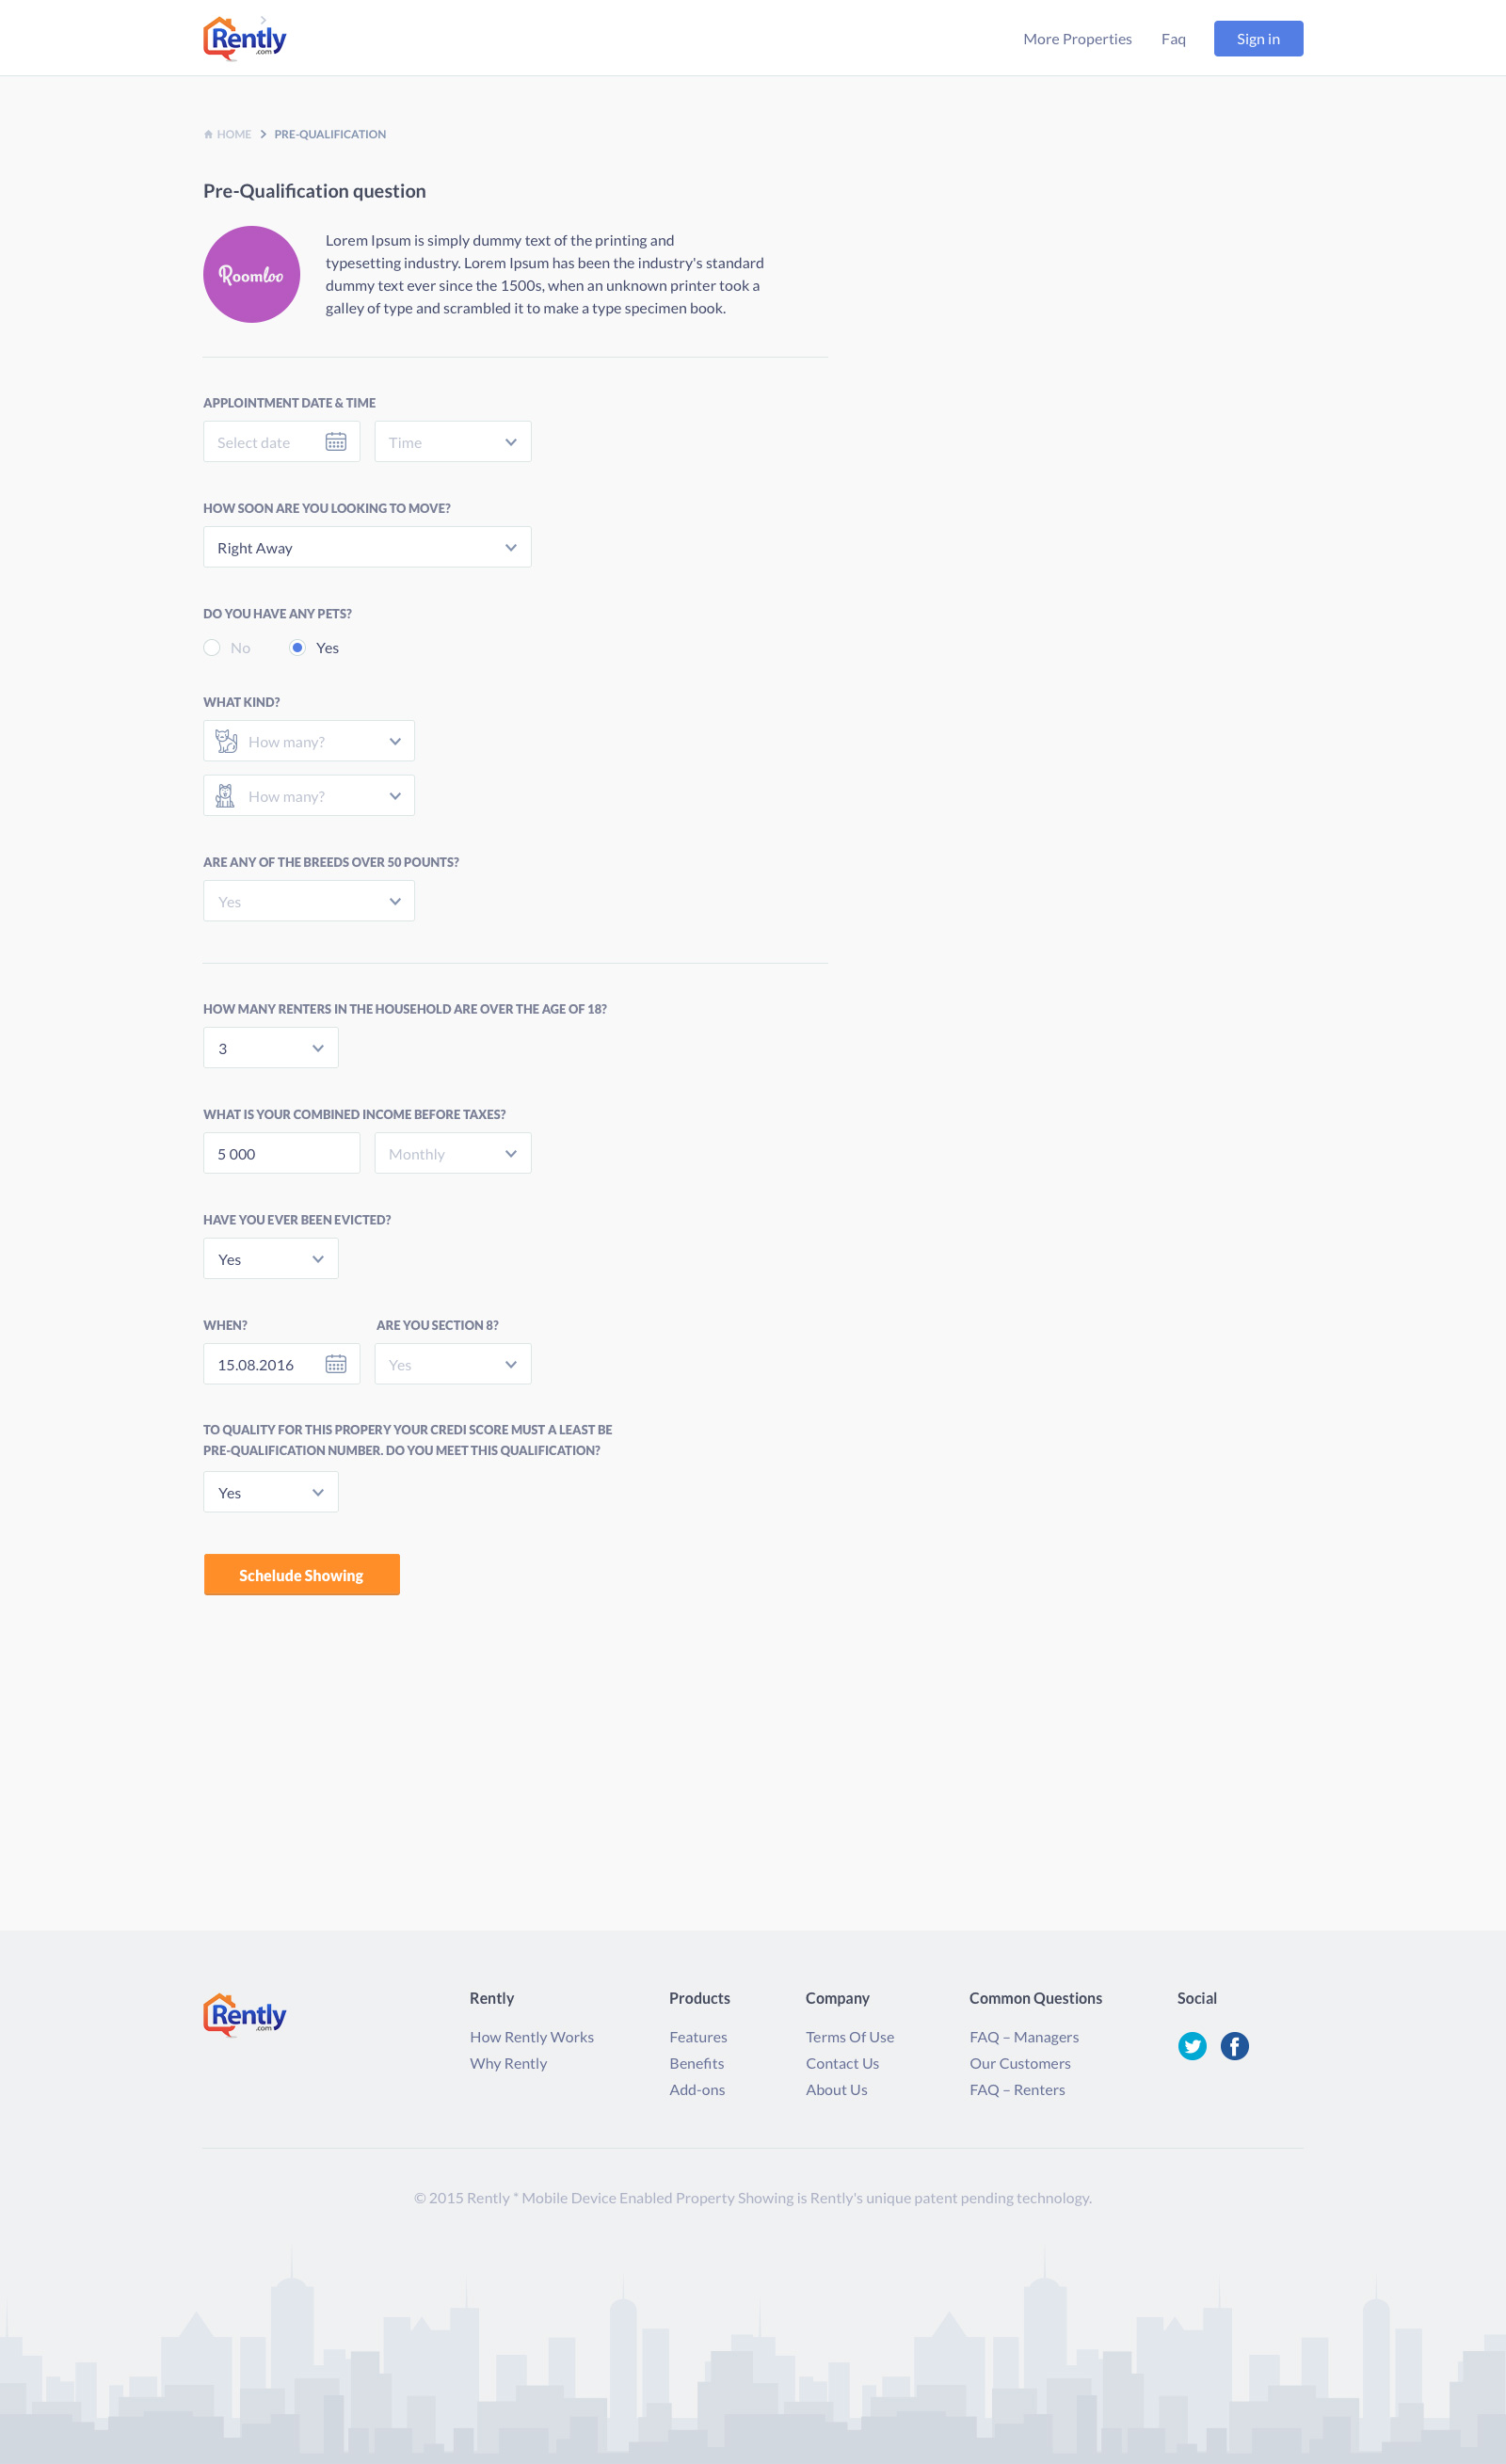 Rently
.com
More Properties
Faq
Sign in
HOME
PRE-QUALIFICATION
Pre-Qualification question
Roomloo
Lorem Ipsum is simply dummy text of the printing and
typesetting industry. Lorem Ipsum has been the industry's standard
dummy text ever since the 1500s, when an unknown printer took a
galley of type and scrambled it to make a type specimen book.
APPLOINTMENT DATE & TIME
Select date
Time
HOW SOON ARE YOU LOOKING TO MOVE?
Right Away
DO YOU HAVE ANY PETS?
No
Yes
WHAT KIND?
How many?
How many?
ARE ANY OF THE BREEDS OVER 50 POUNTS?
Yes
HOW MANY RENTERS IN THE HOUSEHOLD ARE OVER THE AGE OF 18?
3
WHAT IS YOUR COMBINED INCOME BEFORE TAXES?
5 000
Monthly
HAVE YOU EVER BEEN EVICTED?
Yes
WHEN?
ARE YOU SECTION 8?
15.08.2016
Yes
TO QUALITY FOR THIS PROPERY YOUR CREDI SCORE MUST A LEAST BE
PRE-QUALIFICATION NUMBER. DO YOU MEET THIS QUALIFICATION?
Yes
Schelude Showing
Rently
.com
Rently
How Rently Works
Why Rently
Products
Features
Benefits
Add-ons
Company
Terms Of Use
Contact Us
About Us
Common Questions
FAQ – Managers
Our Customers
FAQ – Renters
Social
© 2015 Rently * Mobile Device Enabled Property Showing is Rently's unique patent pending technology.